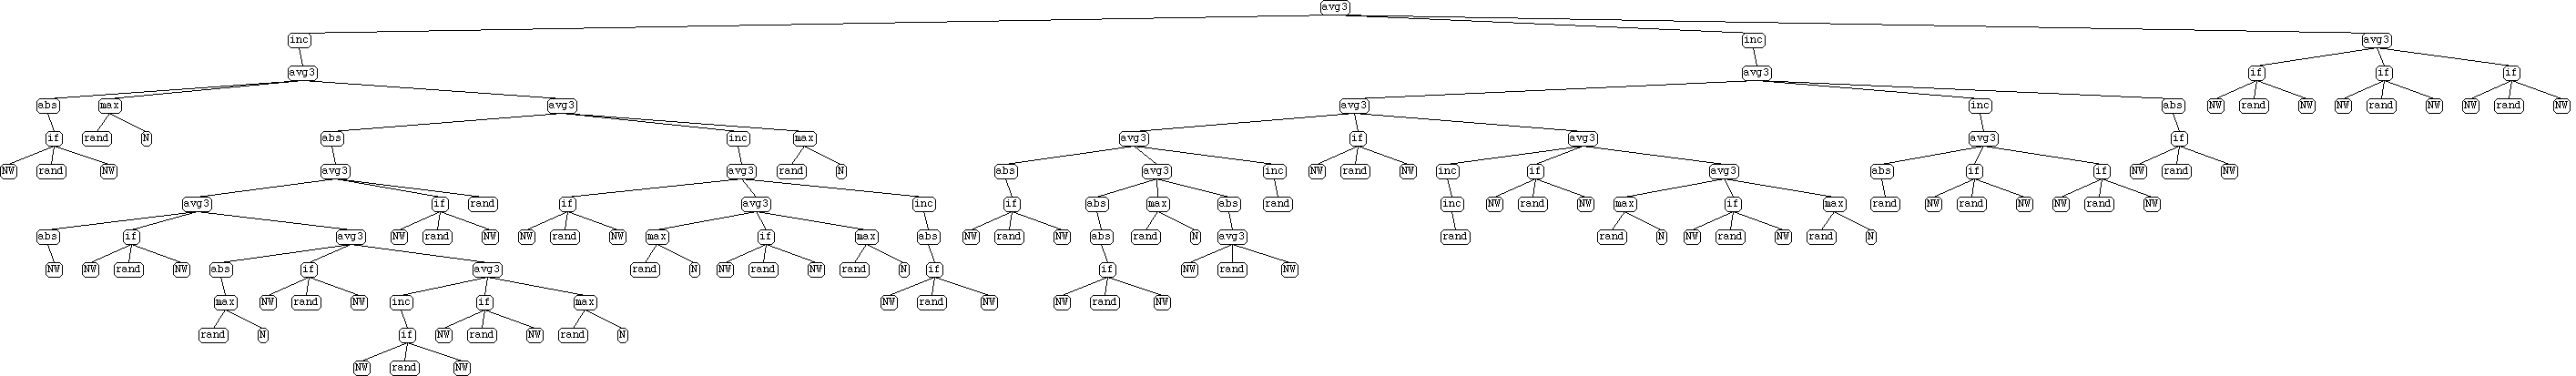 avg3
inc inc avg3
avg3 avg3 if if if
abs max avg3 avg3 inc abs NW rand NW NW rand NW NW rand NW
if rand N abs inc max avg3 if avg3 avg3 if
NW rand NW avg3 avg3 rand N abs avg3 inc NW rand NW inc if avg3 abs if if NW rand NW
avg3 if rand if avg3 inc if abs max abs rand inc NW rand NW max if max rand NW rand NW NW rand NW
abs if avg3 NW rand NW NW rand NW max if max abs NW rand NW abs rand N avg3 rand rand N NW rand NW rand N
NW NW rand NW abs if avg3 rand N NW rand NW rand N if if NW rand NW
max NW rand NW inc if max NW rand NW NW rand NW
rand N if NW rand NW rand N
NW rand NW